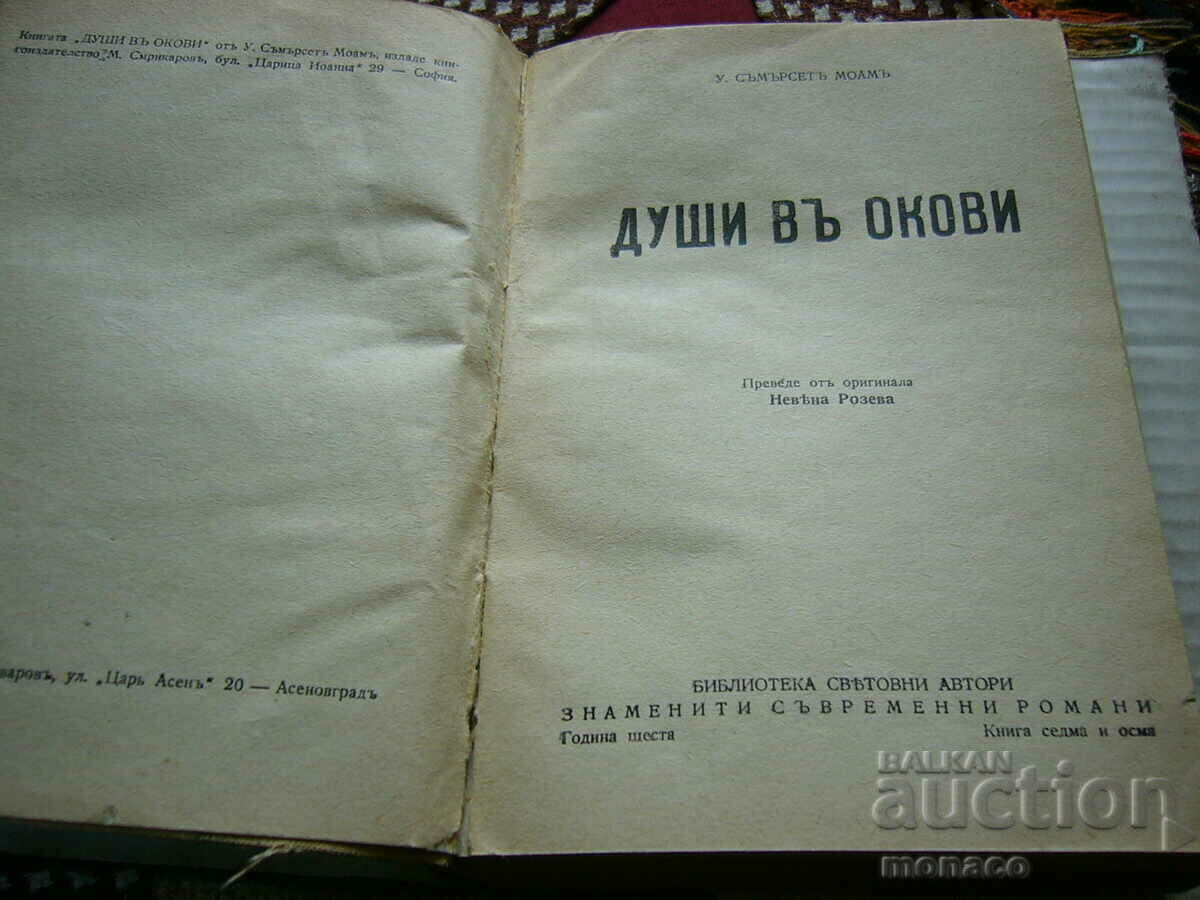 Книгата „ДУШИ ВЪ ОКОВИ“ отъ У. Съмърсетъ Моамъ, издаде кни-
гоиздателство М. Смрикаровъ, бул. „Царица Иоанна“ 29 — София.
ул. „Царь Асенъ“ 20 — Асеновградъ
У. СЪМЪРСЕТЪ МОАМЪ
ДУШИ ВЪ ОКОВИ
Преведе отъ оригинала
Невѣна Розева
БИБЛИОТЕКА СВѢТОВНИ АВТОРИ
ЗНАМЕНИТИ СЪВРЕМЕННИ РОМАНИ
Година шеста Книга седма и осма
BALKAN
auction
monaco